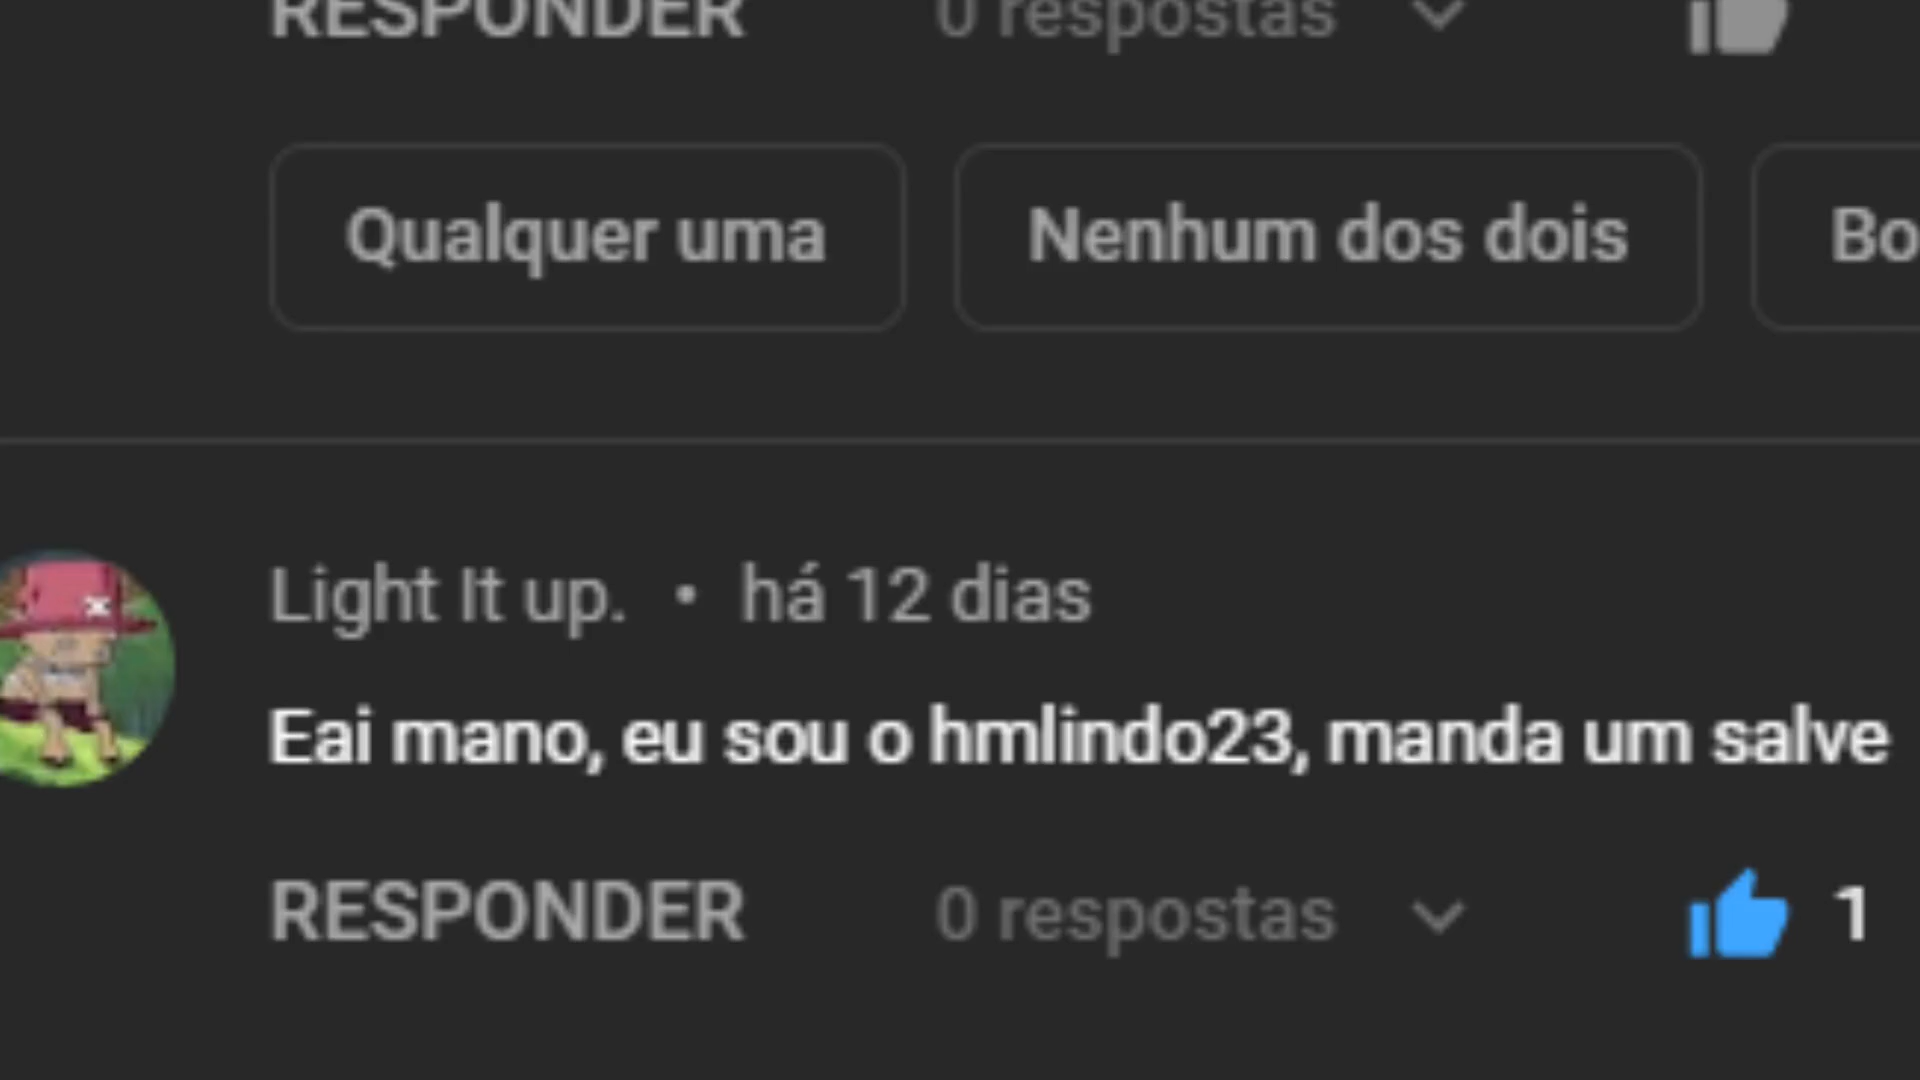 RESPONDER 0 respostas
Qualquer uma Nenhum dos dois Bo
Light It up. • há 12 dias
Eai mano, eu sou o hmlindo23, manda um salve
RESPONDER 0 respostas 1